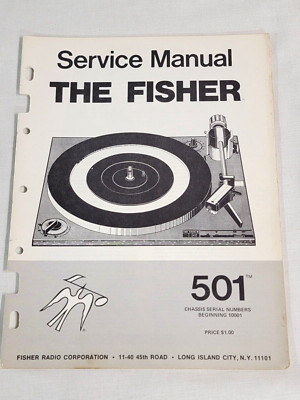 Service Manual
THE FISHER
501™
CHASSIS SERIAL NUMBERS
BEGINNING 10001
PRICE $1.00
FISHER RADIO CORPORATION • 11-40 45th ROAD • LONG ISLAND CITY, N.Y. 11101